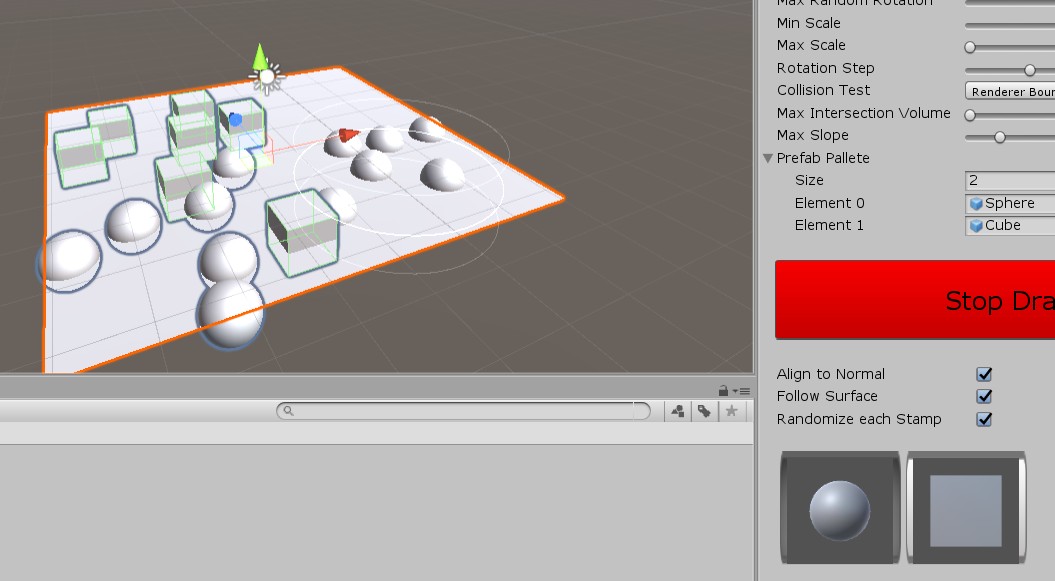 Max Random Rotation
Min Scale
Max Scale
Rotation Step
Collision Test
Renderer Bour
Max Intersection Volume
Max Slope
Prefab Pallete
Size
2
Element 0
Sphere
Element 1
Cube
Stop Dra
Align to Normal
Follow Surface
Randomize each Stamp